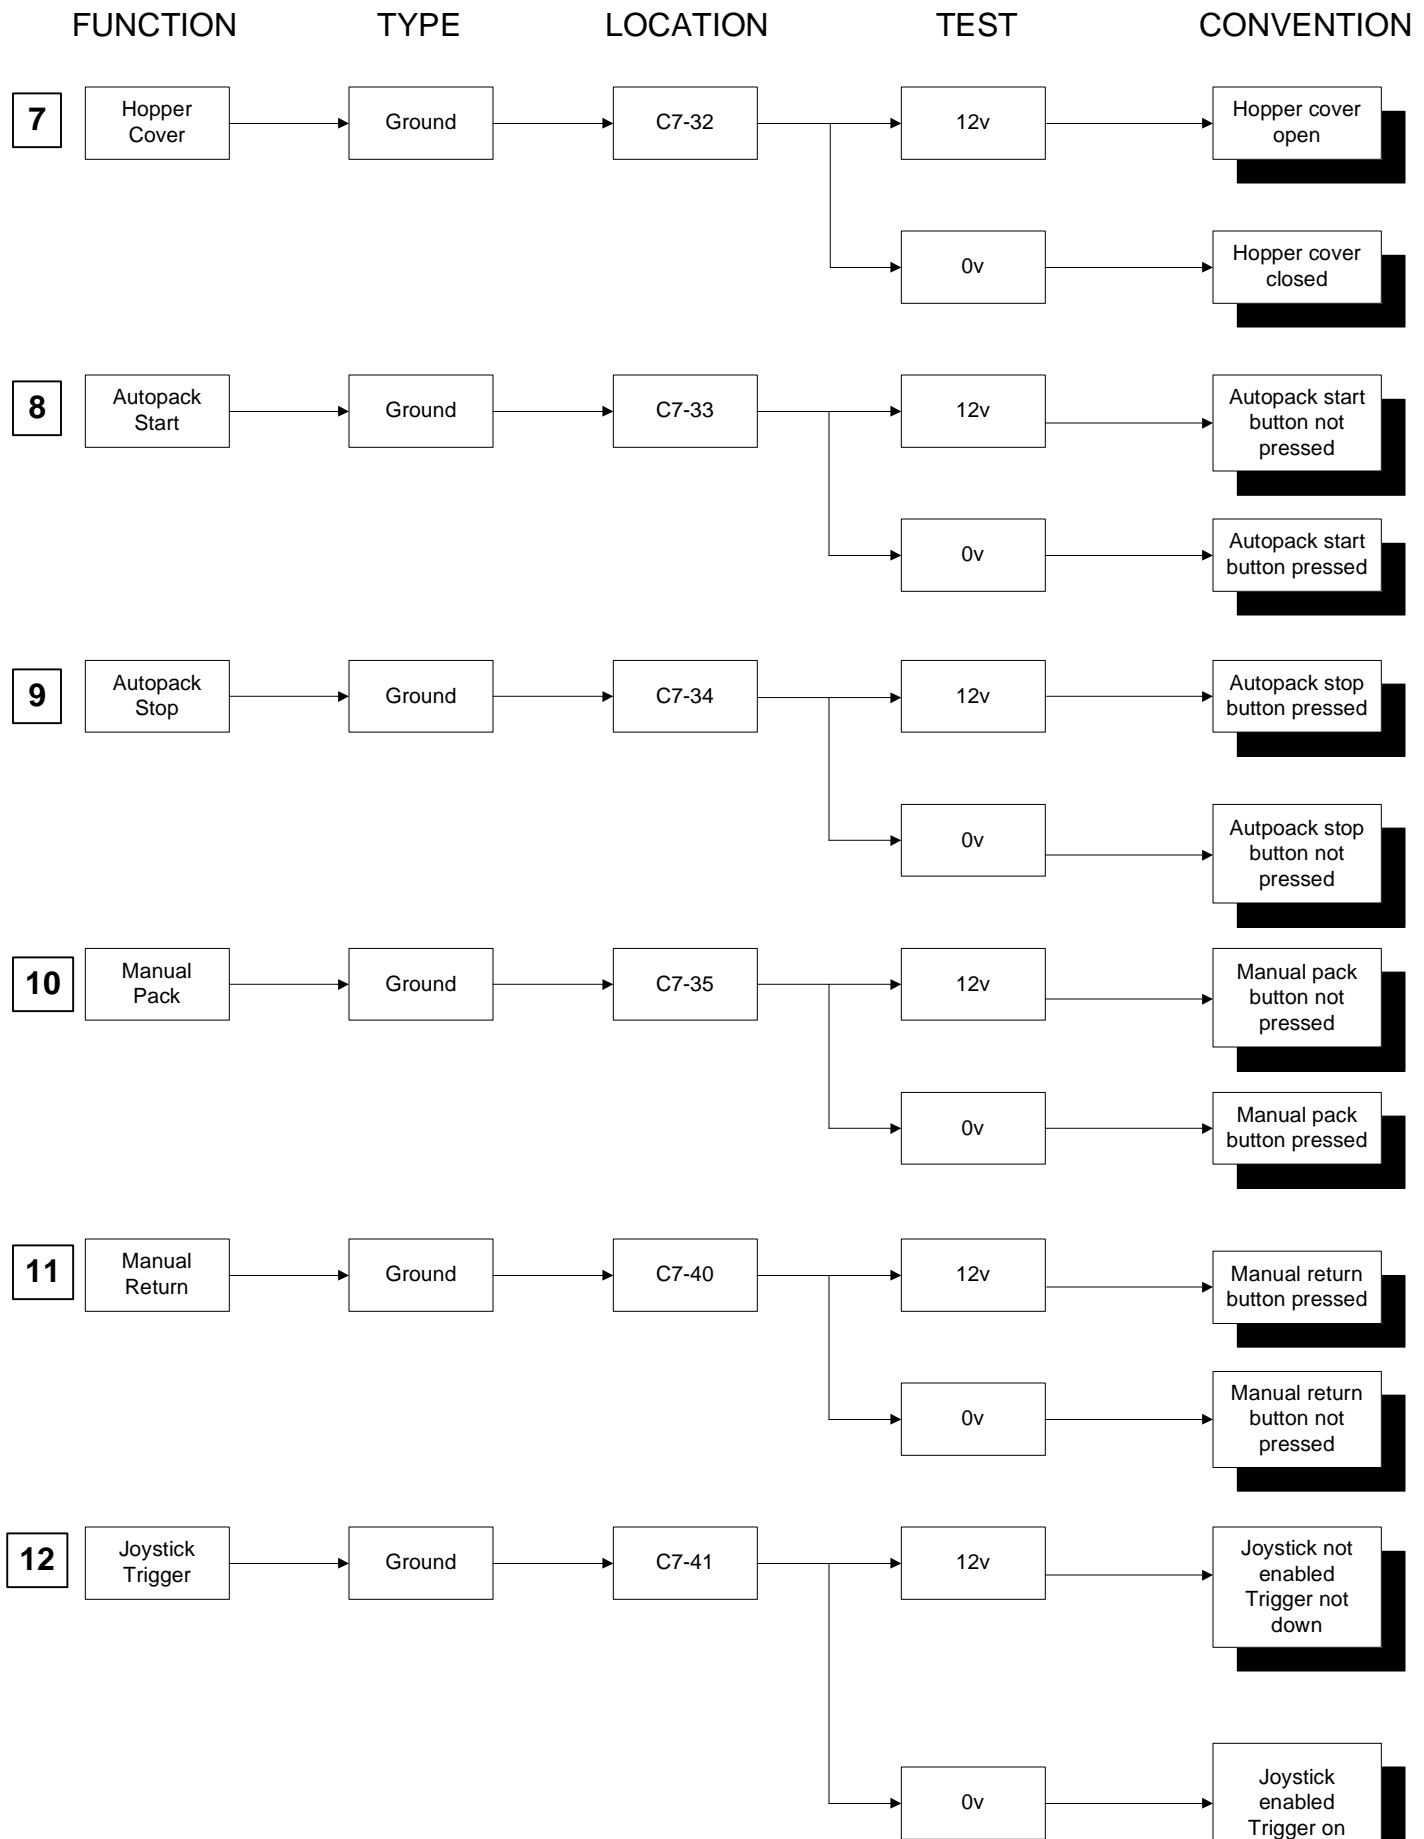 FUNCTION TYPE LOCATION TEST CONVENTION
7
Hopper
Cover
Ground
C7-32
12v
Hopper cover
open
0v
Hopper cover
closed
8
Autopack
Start
Ground
C7-33
12v
Autopack start
button not
pressed
0v
Autopack start
button pressed
9
Autopack
Stop
Ground
C7-34
12v
Autopack stop
button pressed
0v
Autpoack stop
button not
pressed
10
Manual
Pack
Ground
C7-35
12v
Manual pack
button not
pressed
0v
Manual pack
button pressed
11
Manual
Return
Ground
C7-40
12v
Manual return
button pressed
0v
Manual return
button not
pressed
12
Joystick
Trigger
Ground
C7-41
12v
Joystick not
enabled
Trigger not
down
0v
Joystick
enabled
Trigger on